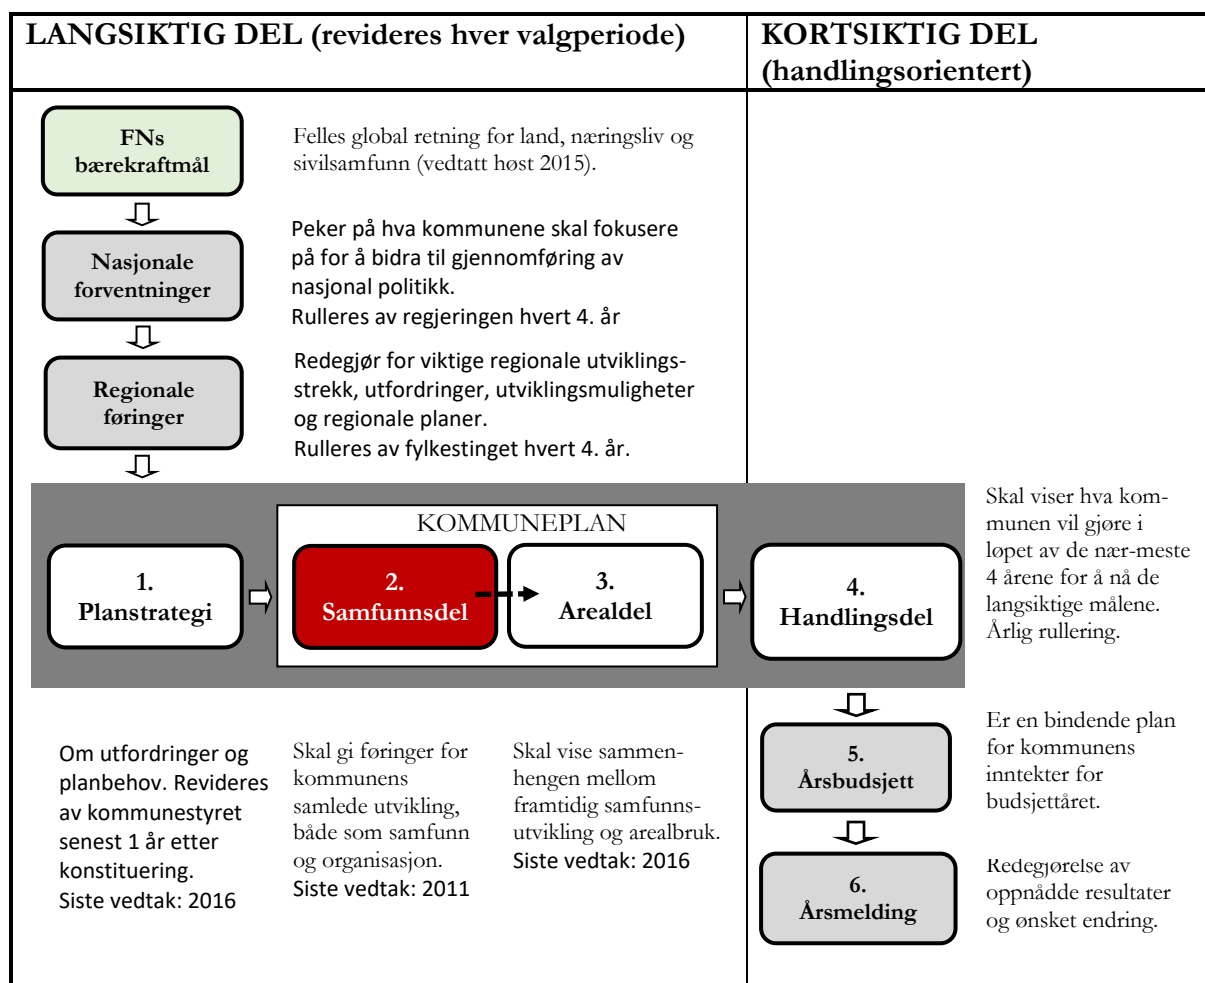 LANGSIKTIG DEL (revideres hver valgperiode)
KORTSIKTIG DEL
(handlingsorientert)
FNs
bærekraftmål
Felles global retning for land, næringsliv og
sivilsamfunn (vedtatt høst 2015).
Nasjonale
forventninger
Peker på hva kommunene skal fokusere
på for å bidra til gjennomføring av
nasjonal politikk.
Rulleres av regjeringen hvert 4. år
Regionale
føringer
Redegjør for viktige regionale utviklings-
strekk, utfordringer, utviklingsmuligheter
og regionale planer.
Rulleres av fylkestinget hvert 4. år.
KOMMUNEPLAN
1.
Planstrategi
2.
Samfunnsdel
3.
Arealdel
4.
Handlingsdel
Skal viser hva kom-
munen vil gjøre i
løpet av de nær-meste
4 årene for å nå de
langsiktige målene.
Årlig rullering.
Om utfordringer og
planbehov. Revideres
av kommunestyret
senest 1 år etter
konstituering.
Siste vedtak: 2016
Skal gi føringer for
kommunens
samlede utvikling,
både som samfunn
og organisasjon.
Siste vedtak: 2011
Skal vise sammen-
hengen mellom
framtidig samfunns-
utvikling og arealbruk.
Siste vedtak: 2016
5.
Årsbudsjett
Er en bindende plan
for kommunens
inntekter for
budsjettåret.
6.
Årsmelding
Redegjørelse av
oppnådde resultater
og ønsket endring.